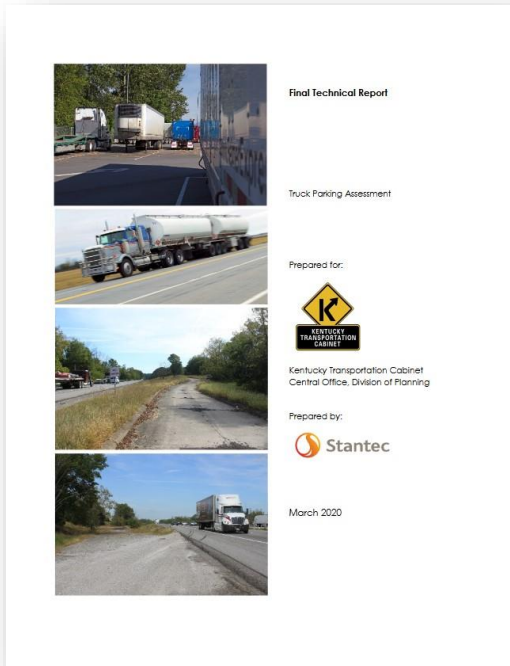 Final Technical Report
Truck Parking Assessment
Prepared for:
K
KENTUCKY
TRANSPORTATION
CABINET
Kentucky Transportation Cabinet
Central Office, Division of Planning
Prepared by:
Stantec
March 2020